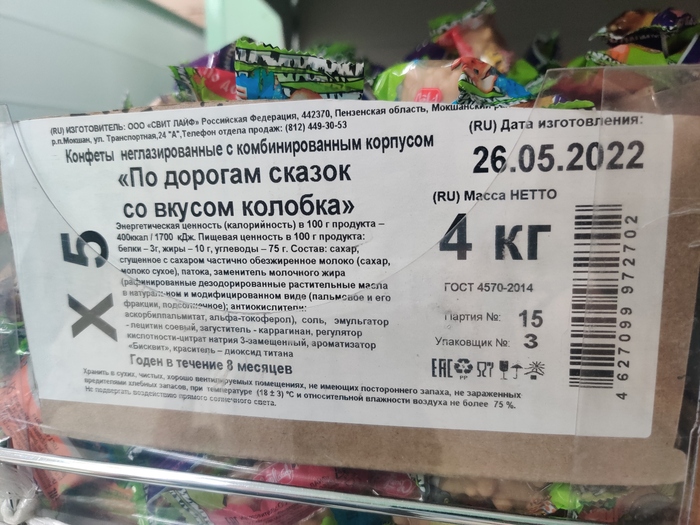 (RU) ИЗГОТОВИТЕЛЬ: ООО «СВИТ ЛАЙФ» Российская Федерация, 442370, Пензенская область, Мокшанский
р.п.Мокшан, ул. Транспортная,24 "А",Телефон отдела продаж: (812) 449-30-53
Конфеты неглазированные с комбинированным корпусом
«По дорогам сказок
со вкусом колобка»
Энергетическая ценность (калорийность) в 100 г продукта –
400ккал / 1700 кДж. Пищевая ценность в 100 г продукта:
белки – 3г, жиры – 10 г, углеводы – 75 г. Состав: сахар,
сгущенное с сахаром частично обезжиренное молоко (сахар,
молоко сухое), патока, заменитель молочного жира
(рафинированные дезодорированные растительные масла
в натуральном и модифицированном виде (пальмовое и его
фракции, подсолнечное); антиокислители:
аскорбилпальмитат, альфа-токоферол), соль, эмульгатор
- лецитин соевый, загуститель - каррагинан, регулятор
кислотности-цитрат натрия 3-замещенный, ароматизатор
«Бисквит», краситель – диоксид титана
Годен в течение 8 месяцев
Хранить в сухих, чистых, хорошо вентилируемых помещениях, не имеющих постороннего запаха, не зараженных
вредителями хлебных запасов, при температуре (18 ± 3) °С и относительной влажности воздуха не более 75 %.
Не подвергать воздействию прямого солнечного света.
X 5
(RU) Дата изготовления:
26.05.2022
(RU) Масса НЕТТО
4 кг
ГОСТ 4570-2014
Партия №: 15
Упаковщик №: 3
EAC
4 627099 972702